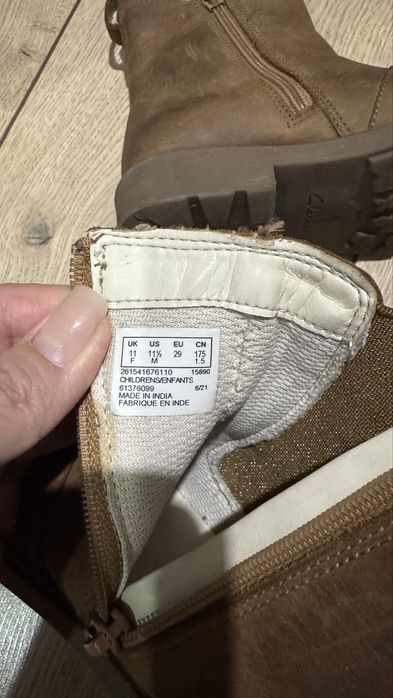 Clarks
UK US EU CN
11 11½ 29 175
F M 1.5
261541676110 15890
CHILDRENS/ENFANTS
61376099 6/21
MADE IN INDIA
FABRIQUE EN INDE